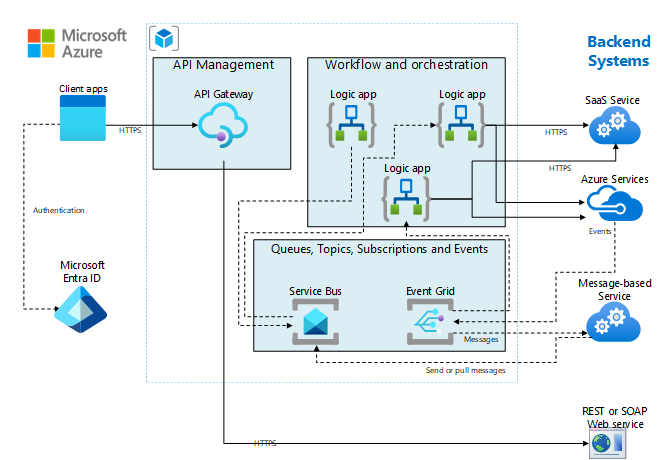 Microsoft
Azure
Backend
Systems
API Management
Workflow and orchestration
Client apps
API Gateway
Logic app
Logic app
SaaS Sevice
HTTPS
HTTPS
HTTPS
Logic app
Azure Services
Authentication
Events
Queues, Topics, Subscriptions and Events
Microsoft
Entra ID
Service Bus
Event Grid
Message-based
Service
Messages
Send or pull messages
REST or SOAP
Web service
HTTPS